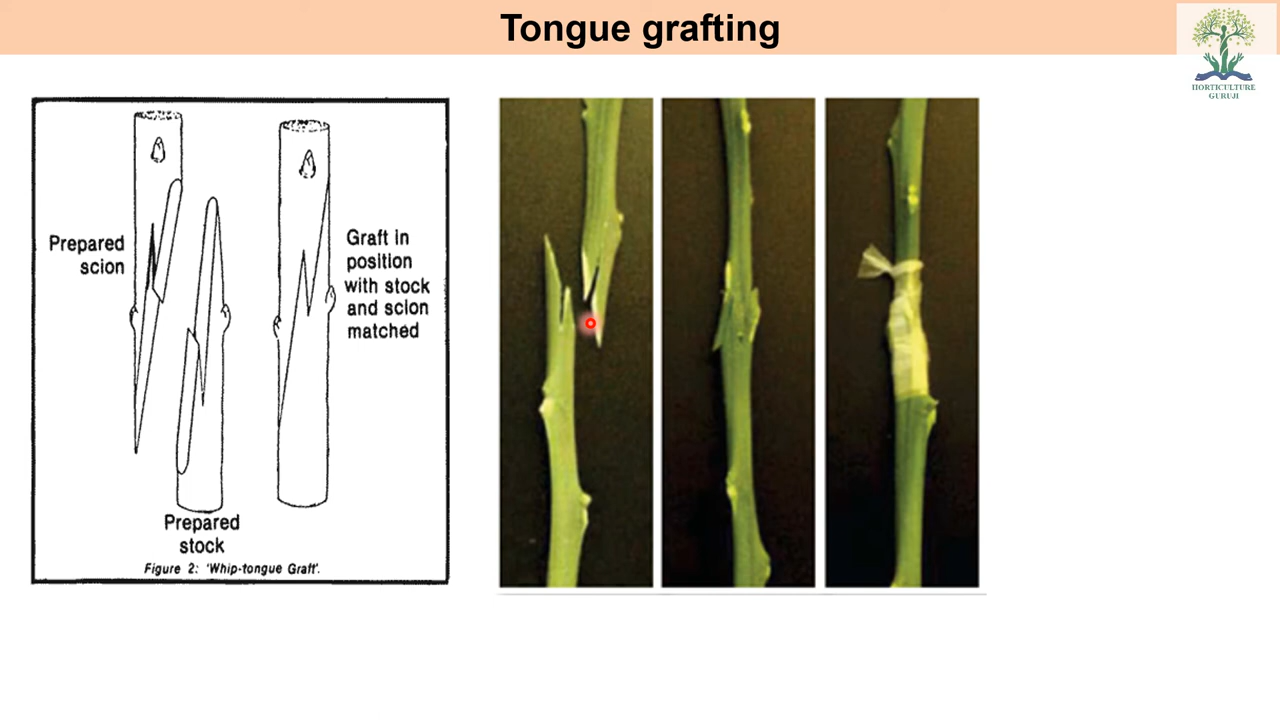 Tongue grafting
HORTICULTURE
GURUJI
Prepared
scion
Graft in
position
with stock
and scion
matched
Prepared
stock
Figure 2: 'Whip-tongue Graft'.